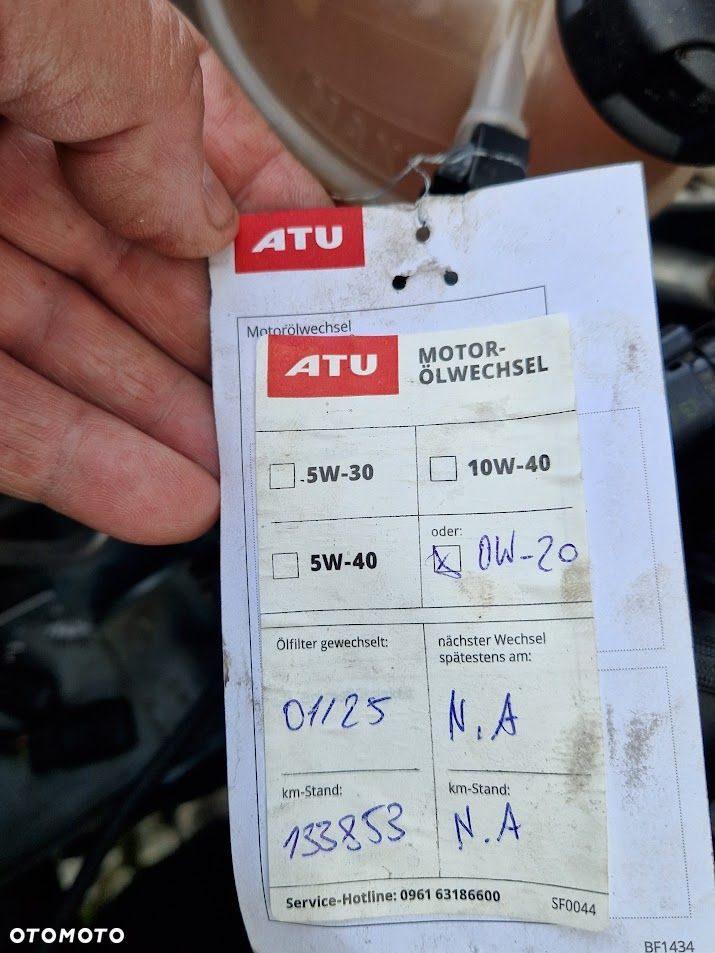 ATU
Motorölwechsel
ATU
MOTOR-
ÖLWECHSEL
5W-30
10W-40
5W-40
oder:
x 0W-20
Ölfilter gewechselt:
nächster Wechsel
spätestens am:
01/25
N.A
km-Stand:
km-Stand:
133853
N.A
Service-Hotline: 0961 63186600
SF0044
BF1434
OTOMOTO